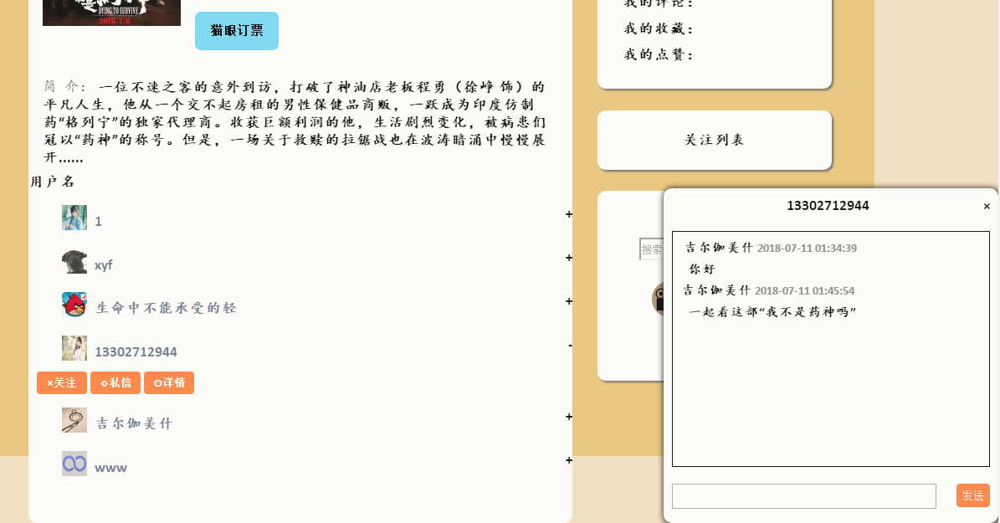 DYING TO SURVIVE
2018.7.6
猫眼订票
简 介： 一位不速之客的意外到访，打破了神油店老板程勇（徐峥 饰）的
平凡人生，他从一个交不起房租的男性保健品商贩，一跃成为印度仿制
药“格列宁”的独家代理商。收获巨额利润的他，生活剧烈变化，被病患们
冠以“药神”的称号。但是，一场关于救赎的拉锯战也在波涛暗涌中慢慢展
开......
用户名
1 +
xyf +
生命中不能承受的轻 +
13302712944 -
×关注 ◇私信 ⊙详情
吉尔伽美什 +
www +
我的评论：
我的收藏：
我的点赞：
关注列表
搜索
13302712944 ×
吉尔伽美什 2018-07-11 01:34:39
你好
吉尔伽美什 2018-07-11 01:45:54
一起看这部“我不是药神吗”
发送